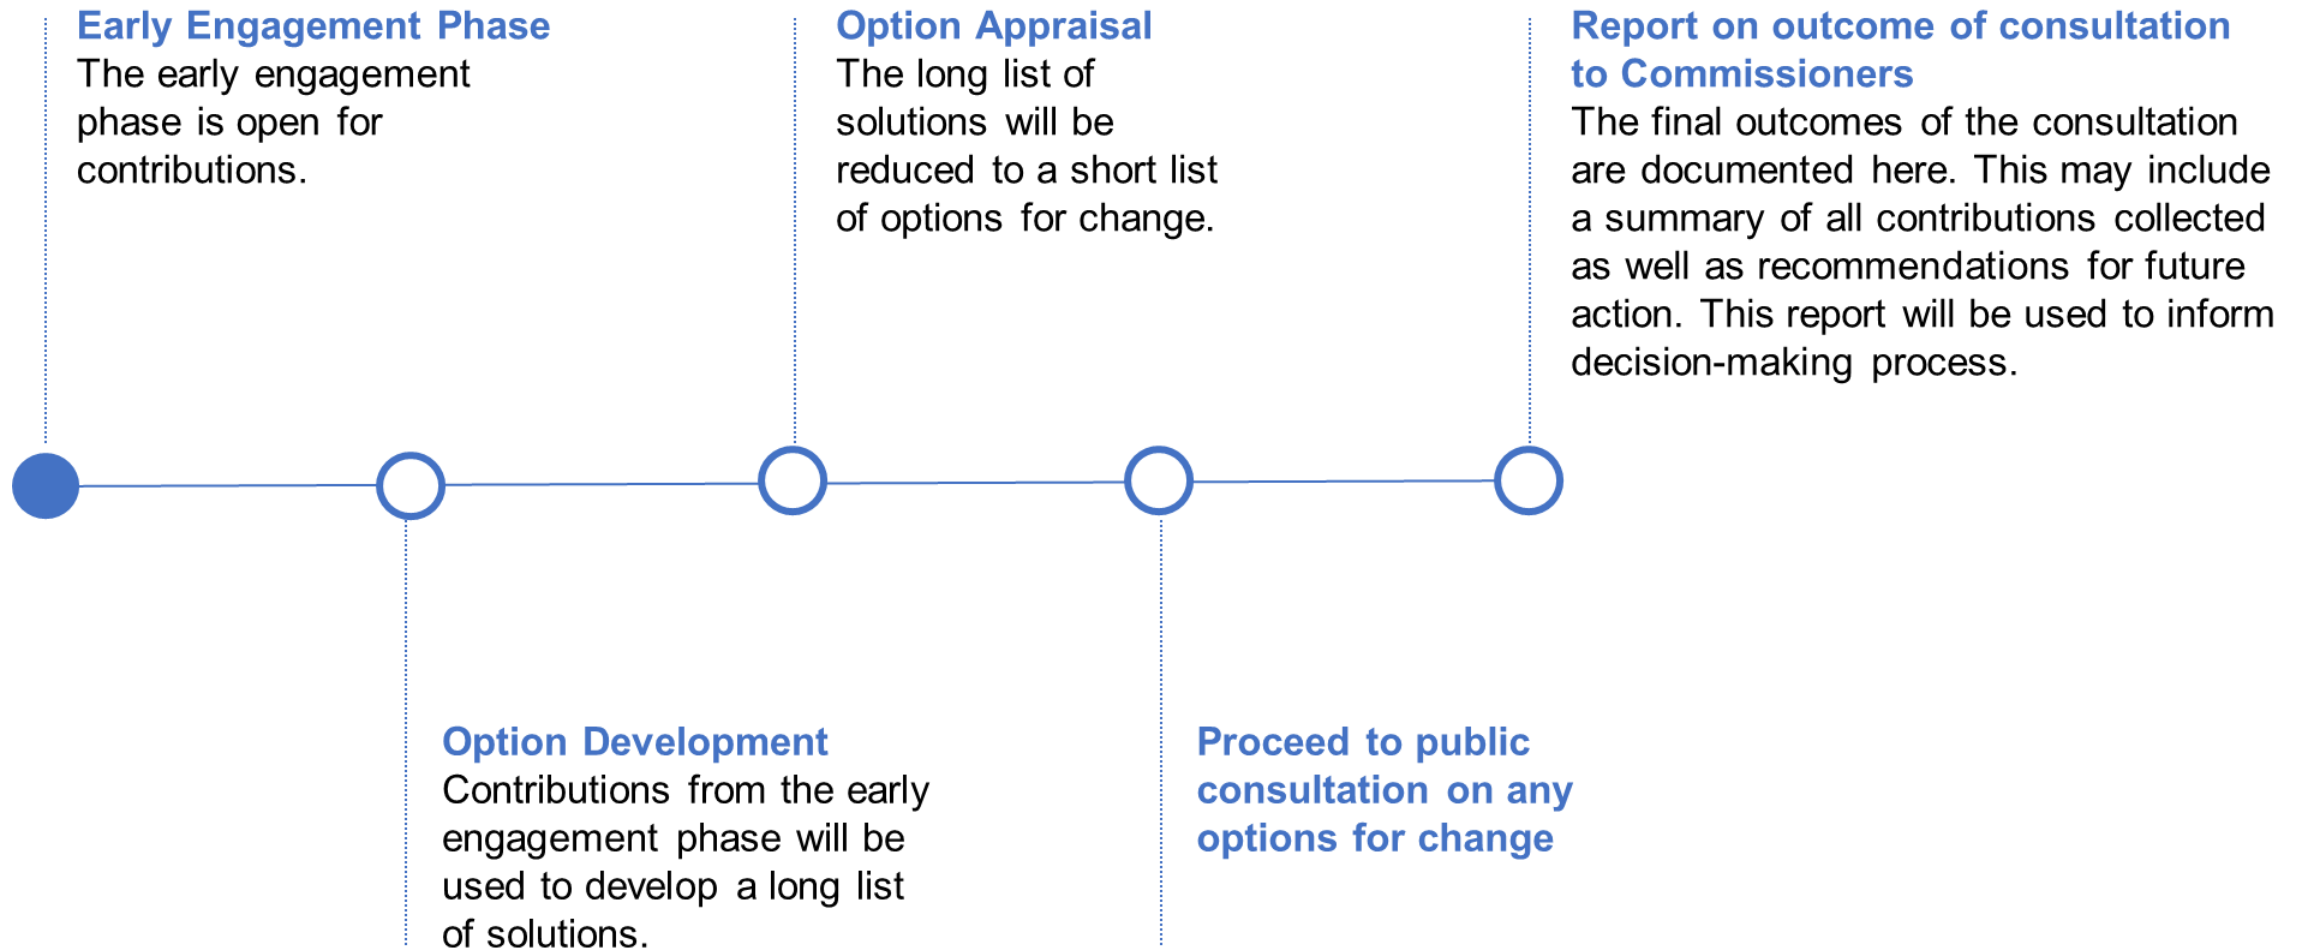 Early Engagement Phase
The early engagement
phase is open for
contributions.
Option Development
Contributions from the early
engagement phase will be
used to develop a long list
of solutions.
Option Appraisal
The long list of
solutions will be
reduced to a short list
of options for change.
Proceed to public
consultation on any
options for change
Report on outcome of consultation
to Commissioners
The final outcomes of the consultation
are documented here. This may include
a summary of all contributions collected
as well as recommendations for future
action. This report will be used to inform
decision-making process.